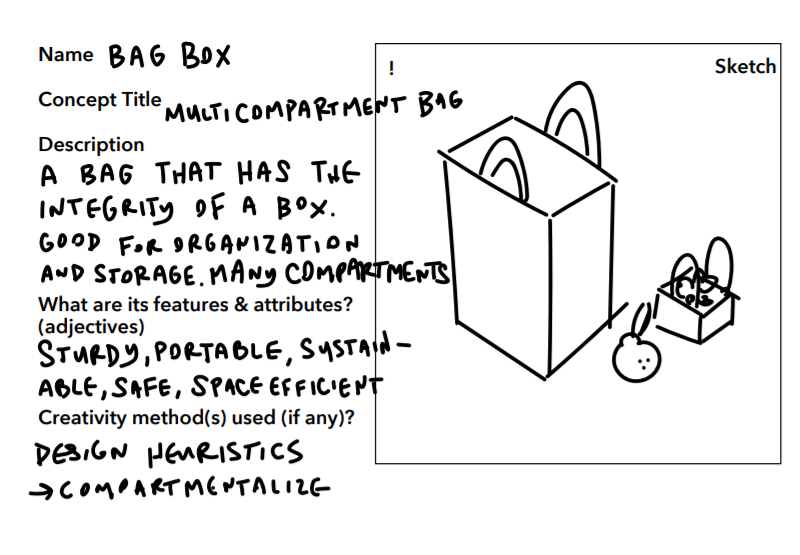 Name BAG BOX
! Sketch
Concept Title MULTICOMPARTMENT BAG
Description
A BAG THAT HAS THE
INTEGRITY OF A BOX.
GOOD FOR ORGANIZATION
AND STORAGE. MANY COMPARTMENTS
What are its features & attributes?
(adjectives)
STURDY, PORTABLE, SUSTAIN-
ABLE, SAFE, SPACE EFFICIENT
Creativity method(s) used (if any)?
DESIGN HEURISTICS
→ COMPARTMENTALIZE